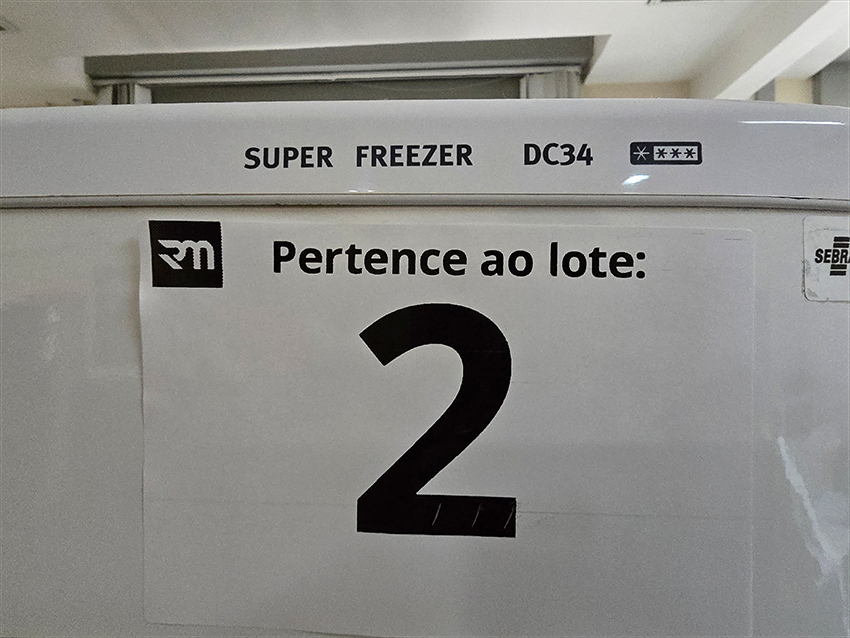 SUPER FREEZER DC34 ****
RM
Pertence ao lote:
2